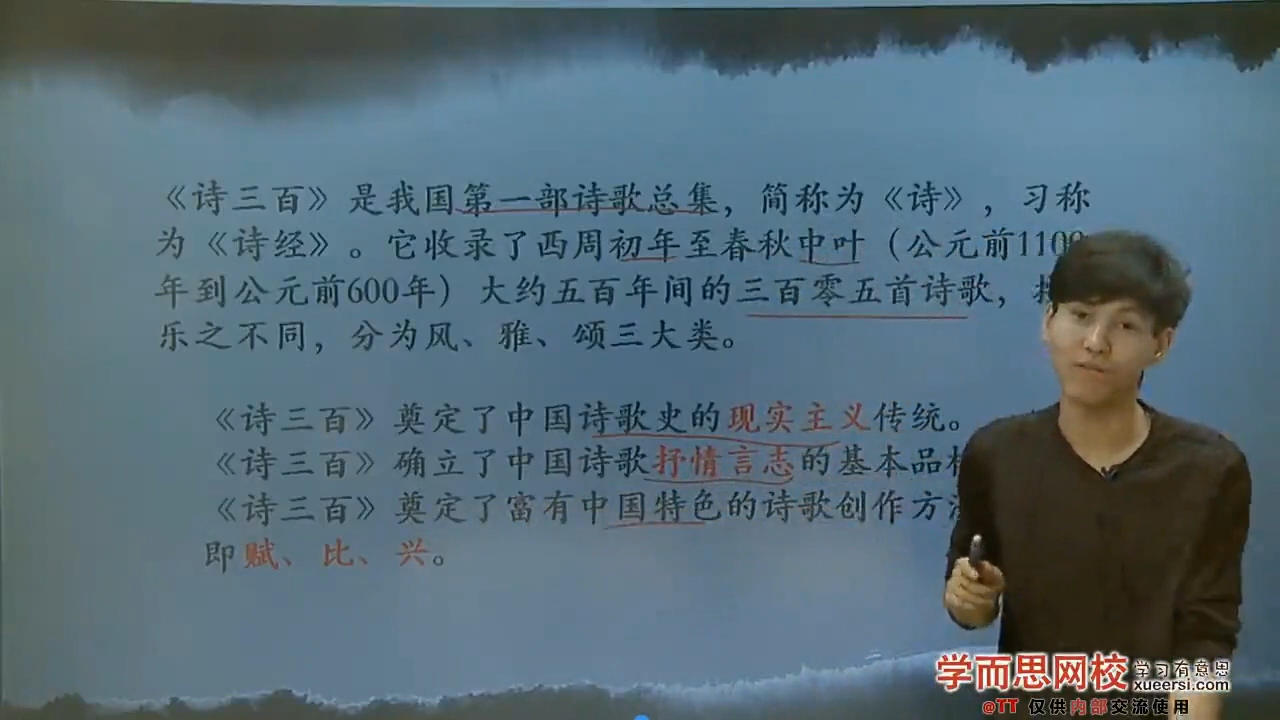 《诗三百》是我国第一部诗歌总集，简称为《诗》，习称
为《诗经》。它收录了西周初年至春秋中叶（公元前1100
年到公元前600年）大约五百年间的三百零五首诗歌，
乐之不同，分为风、雅、颂三大类。
《诗三百》奠定了中国诗歌史的现实主义传统。
《诗三百》确立了中国诗歌抒情言志的基本品
《诗三百》奠定了富有中国特色的诗歌创作方
即赋、比、兴。
学而思网校 学习有意思
xueersi.com
@TT 仅供内部交流使用